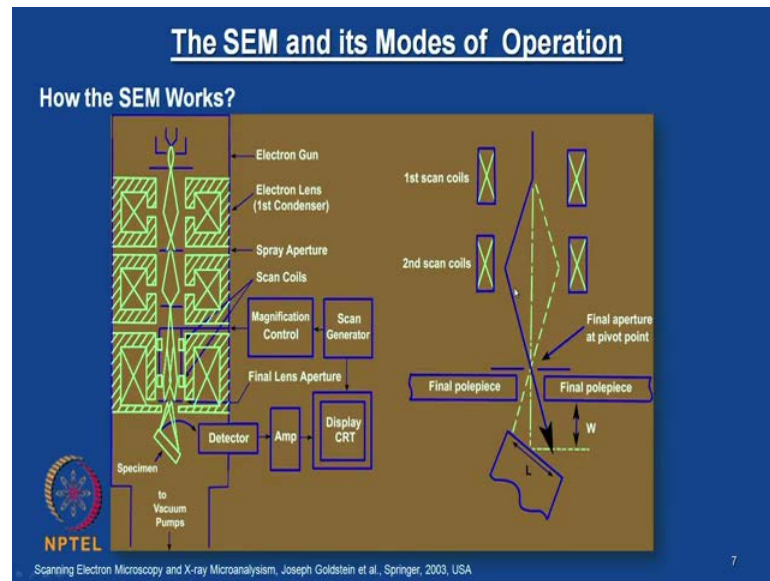 The SEM and its Modes of Operation
How the SEM Works?
Electron Gun
Electron Lens
(1st Condenser)
Spray Aperture
Scan Coils
Magnification
Control
Scan
Generator
Final Lens Aperture
Detector
Amp
Display
CRT
Specimen
to
Vacuum
Pumps
1st scan coils
2nd scan coils
Final aperture
at pivot point
Final polepiece
Final polepiece
W
L
NPTEL
Scanning Electron Microscopy and X-ray Microanalysism, Joseph Goldstein et al., Springer, 2003, USA
7